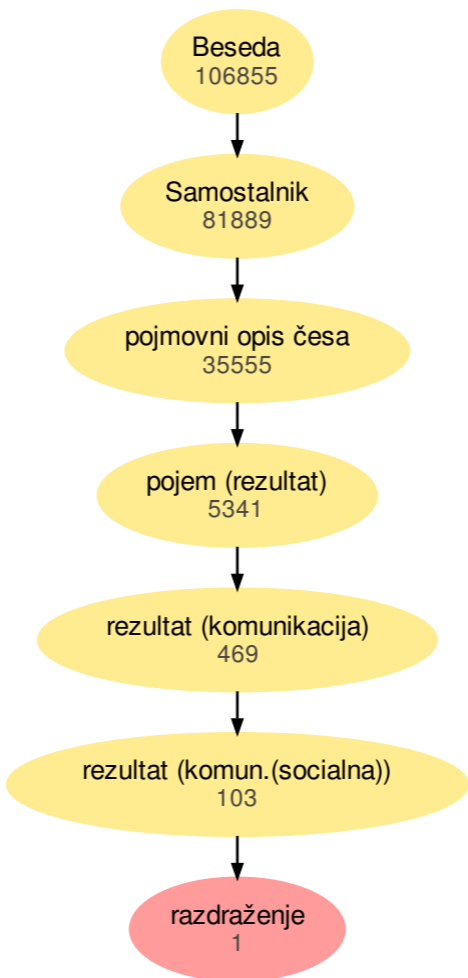 Beseda
106855
Samostalnik
81889
pojmovni opis česa
35555
pojem (rezultat)
5341
rezultat (komunikacija)
469
rezultat (komun.(socialna))
103
razdraženje
1